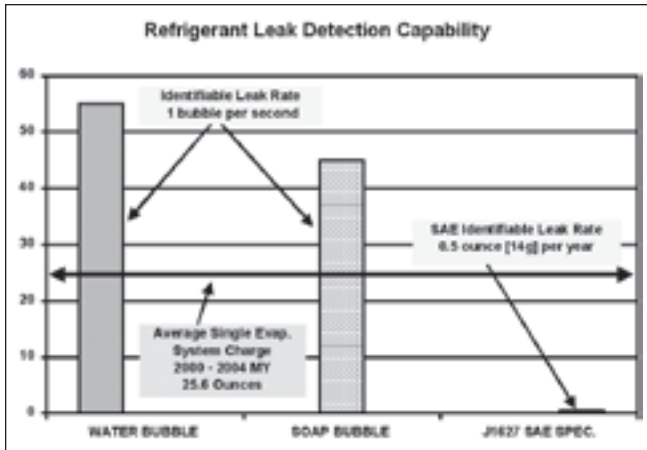 Refrigerant Leak Detection Capability
60
50
40
30
20
10
0
Identifiable Leak Rate
1 bubble per second
SAE Identifiable Leak Rate
0.5 ounce [14g] per year
Average Single Evap.
System Charge
2000 - 2004 MY
25.6 Ounces
WATER BUBBLE
SOAP BUBBLE
J1627 SAE SPEC.